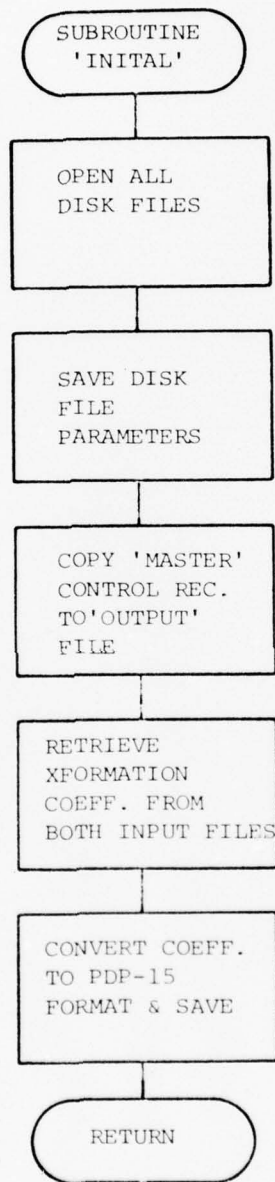 SUBROUTINE
'INITAL'
OPEN ALL
DISK FILES
SAVE DISK
FILE
PARAMETERS
COPY 'MASTER'
CONTROL REC.
TO'OUTPUT'
FILE
RETRIEVE
XFORMATION
COEFF. FROM
BOTH INPUT FILES
CONVERT COEFF.
TO PDP-15
FORMAT & SAVE
RETURN